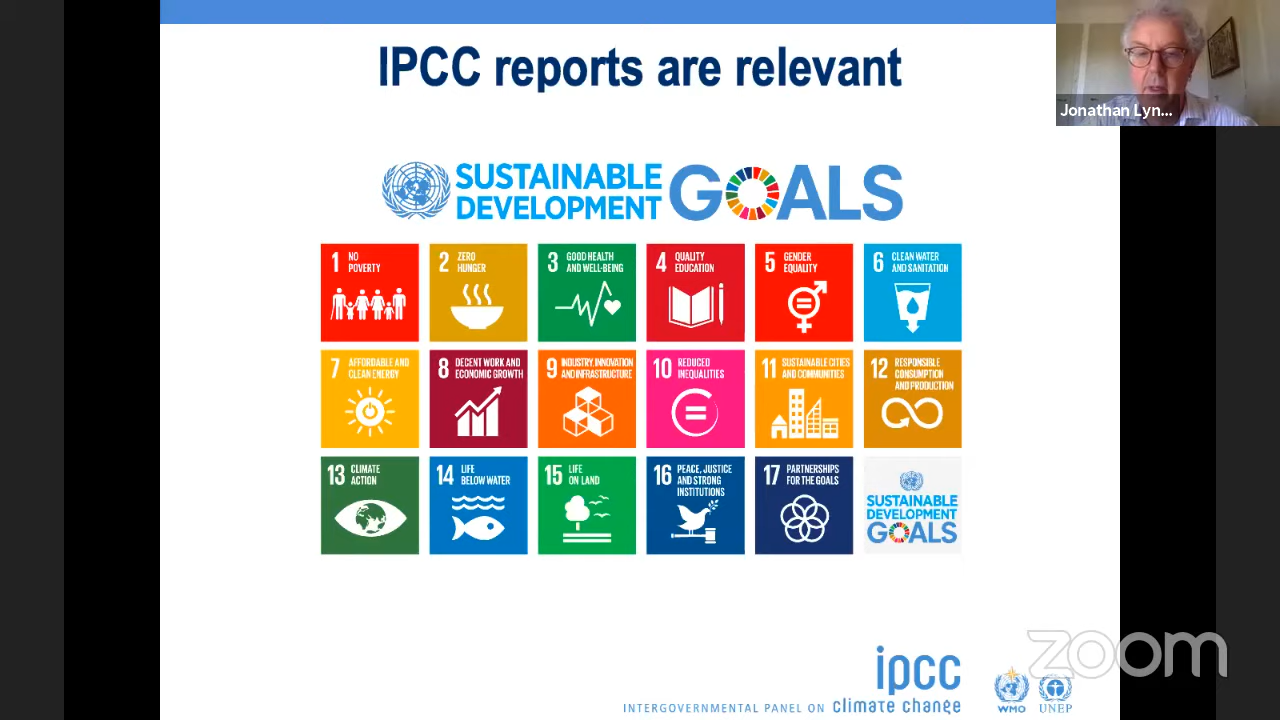 IPCC reports are relevant
Jonathan Lyn...
SUSTAINABLE
DEVELOPMENT
GOALS
1 NO
POVERTY
2 ZERO
HUNGER
3 GOOD HEALTH
AND WELL-BEING
4 QUALITY
EDUCATION
5 GENDER
EQUALITY
6 CLEAN WATER
AND SANITATION
7 AFFORDABLE AND
CLEAN ENERGY
8 DECENT WORK AND
ECONOMIC GROWTH
9 INDUSTRY, INNOVATION
AND INFRASTRUCTURE
10 REDUCED
INEQUALITIES
11 SUSTAINABLE CITIES
AND COMMUNITIES
12 RESPONSIBLE
CONSUMPTION
AND PRODUCTION
13 CLIMATE
ACTION
14 LIFE
BELOW WATER
15 LIFE
ON LAND
16 PEACE, JUSTICE
AND STRONG
INSTITUTIONS
17 PARTNERSHIPS
FOR THE GOALS
SUSTAINABLE
DEVELOPMENT
GOALS
zoom
ipcc
INTERGOVERNMENTAL PANEL ON climate change
WMO
UNEP